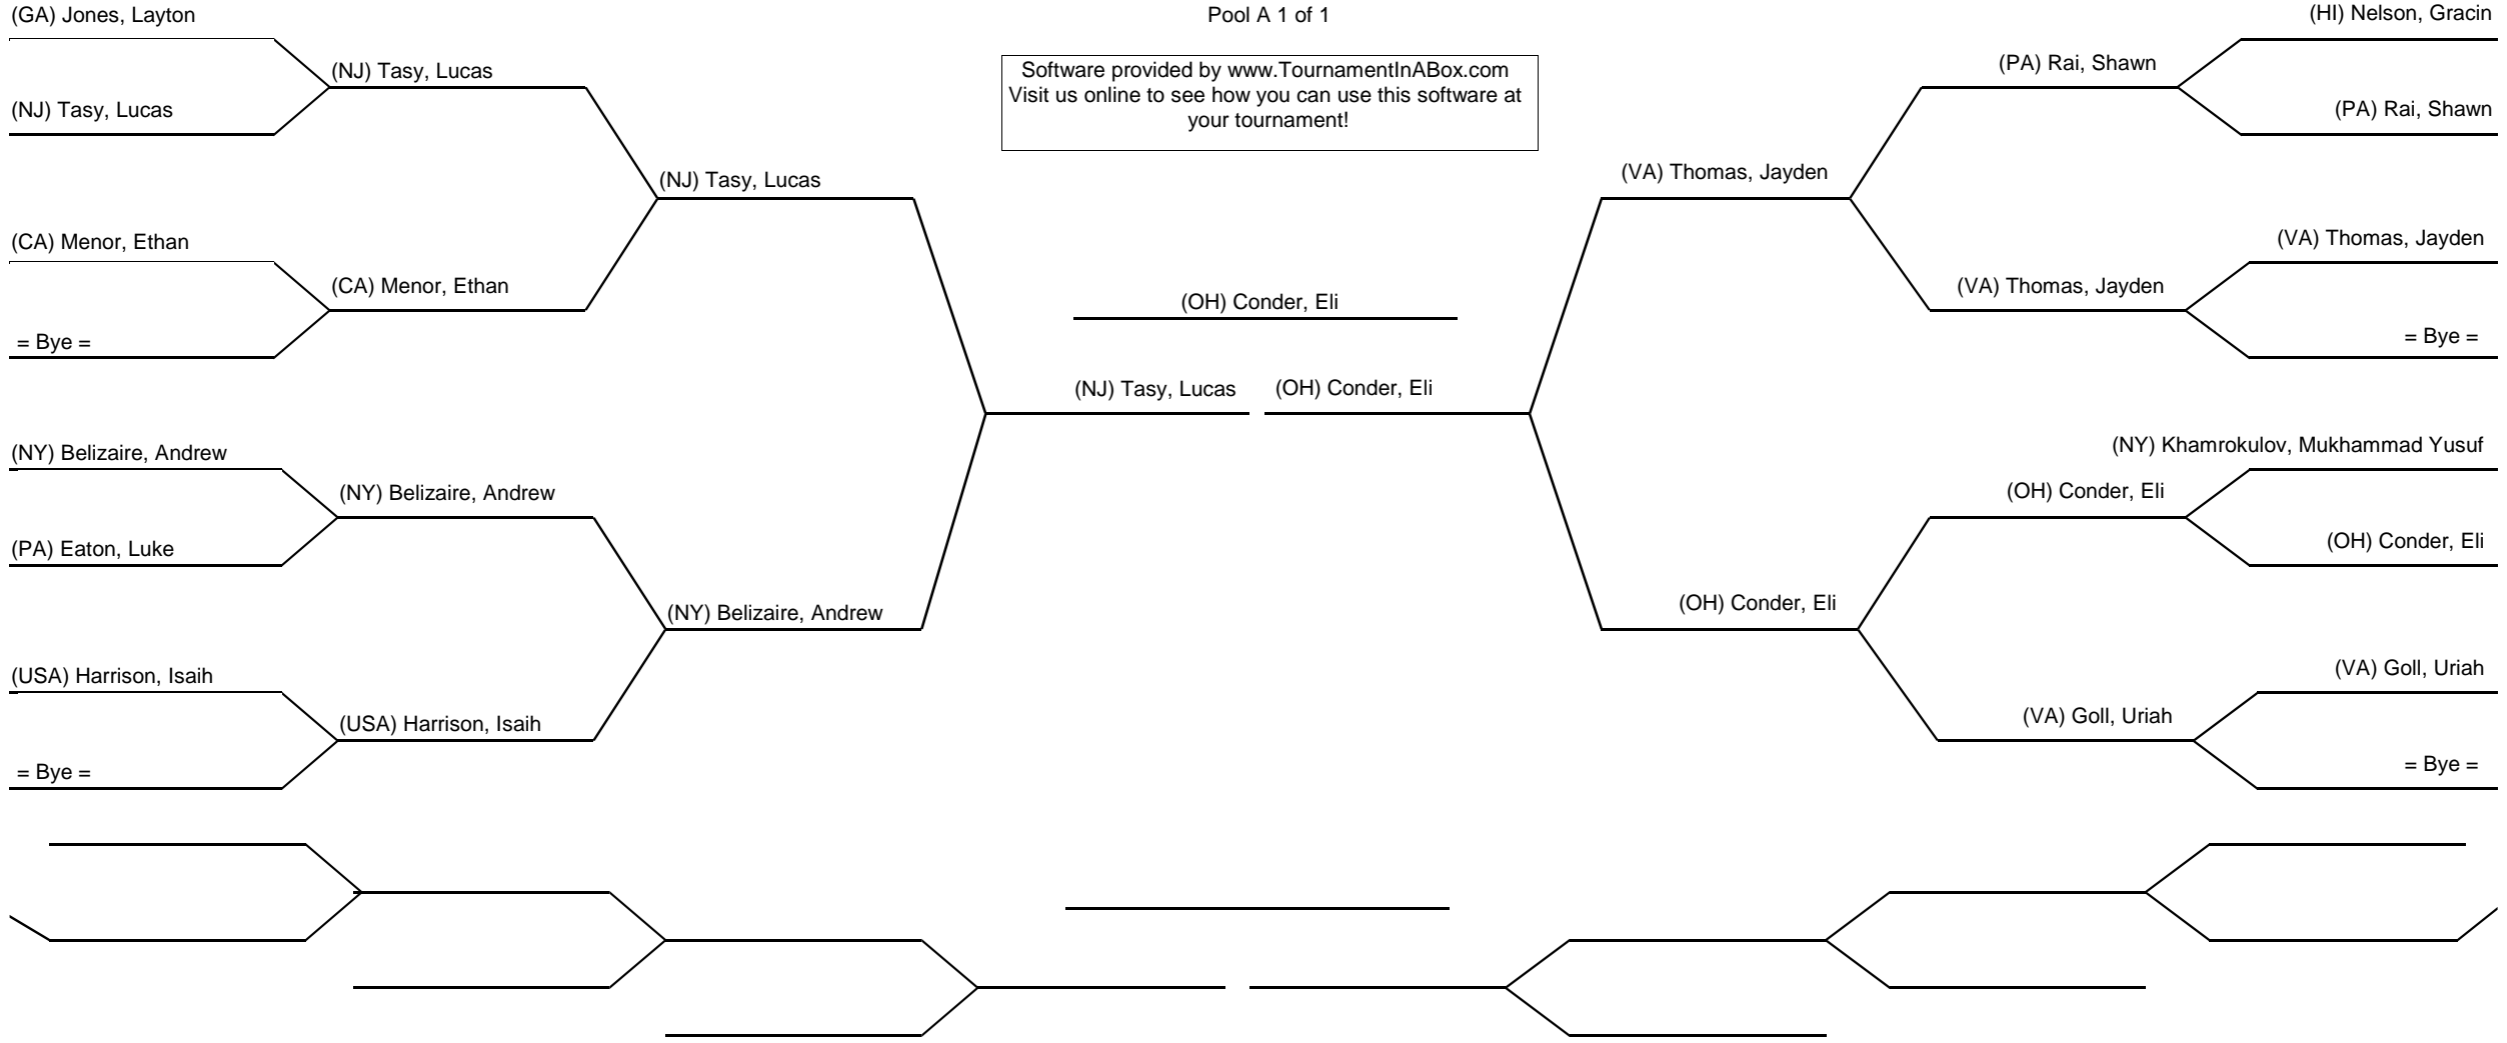 (GA) Jones, Layton
(NJ) Tasy, Lucas
(CA) Menor, Ethan
= Bye =
(NY) Belizaire, Andrew
(PA) Eaton, Luke
(USA) Harrison, Isaih
= Bye =
(NJ) Tasy, Lucas
(CA) Menor, Ethan
(NY) Belizaire, Andrew
(USA) Harrison, Isaih
(NJ) Tasy, Lucas
(NY) Belizaire, Andrew
Pool A 1 of 1
Software provided by www.TournamentInABox.com
Visit us online to see how you can use this software at
your tournament!
(OH) Conder, Eli
(NJ) Tasy, Lucas
(OH) Conder, Eli
(VA) Thomas, Jayden
(OH) Conder, Eli
(PA) Rai, Shawn
(VA) Thomas, Jayden
(OH) Conder, Eli
(VA) Goll, Uriah
(HI) Nelson, Gracin
(PA) Rai, Shawn
(VA) Thomas, Jayden
= Bye =
(NY) Khamrokulov, Mukhammad Yusuf
(OH) Conder, Eli
(VA) Goll, Uriah
= Bye =